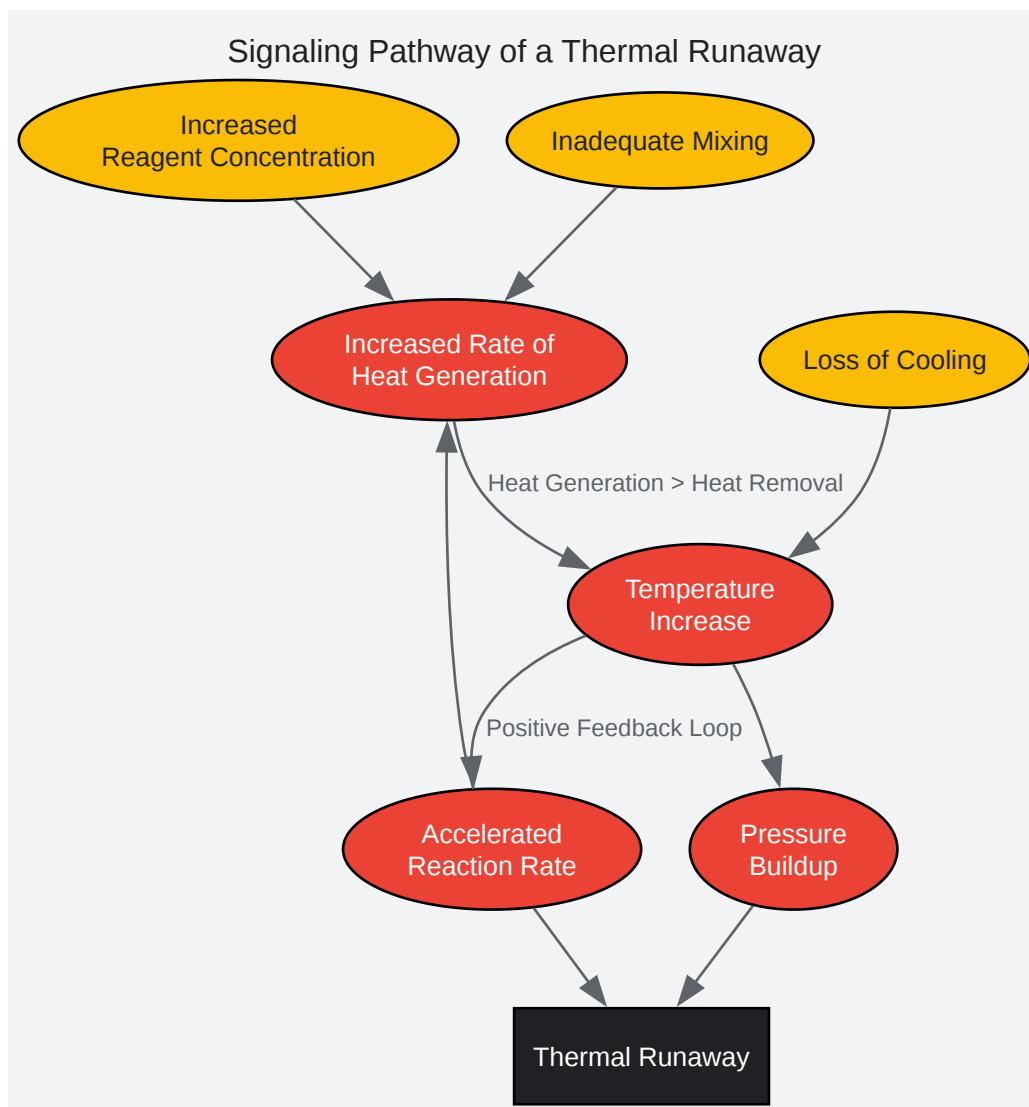 Signaling Pathway of a Thermal Runaway
Increased
Reagent Concentration
Inadequate Mixing
Increased Rate of
Heat Generation
Loss of Cooling
Heat Generation > Heat Removal
Temperature
Increase
Positive Feedback Loop
Accelerated
Reaction Rate
Pressure
Buildup
Thermal Runaway